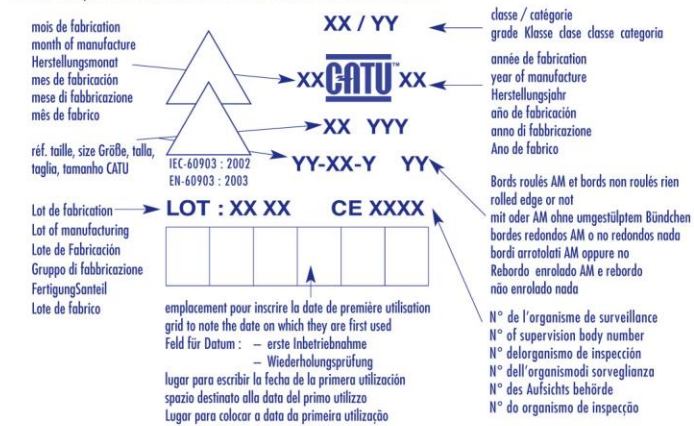 mois de fabrication
month of manufacture
Herstellungsmonat
mes de fabricación
mese di fabbricazione
mês de fabrico
réf. taille, size Größe, talla,
taglia, tamanho CATU
Lot de fabrication
Lot of manufacturing
Lote de Fabricación
Gruppo di fabbricazione
FertigungSanteil
Lote de fabrico
XX / YY
XX CATU™ XX
XX YYY
YY-XX-Y YY
IEC-60903 : 2002
EN-60903 : 2003
LOT : XX XX CE XXXX
emplacement pour inscrire la date de première utilisation
grid to note the date on which they are first used
Feld für Datum : – erste Inbetriebnahme
– Wiederholungsprüfung
lugar para escribir la fecha de la primera utilización
spazio destinato alla data del primo utilizzo
Lugar para colocar a data da primeira utilização
classe / catégorie
grade Klasse clase classe categoria
année de fabrication
year of manufacture
Herstellungsjahr
año de fabricación
anno di fabbricazione
Ano de fabrico
Bords roulés AM et bords non roulés rien
rolled edge or not
mit oder AM ohne umgestülptem Bündchen
bordes redondos AM o no redondos nada
bordi arrotolati AM oppure no
Rebordo enrolado AM e rebordo
não enrolado nada
N° de l'organisme de surveillance
N° of supervision body number
N° delorganismo de inspección
N° dell'organismodi sorveglianza
N° des Aufsichts behörde
N° do organismo de inspecção